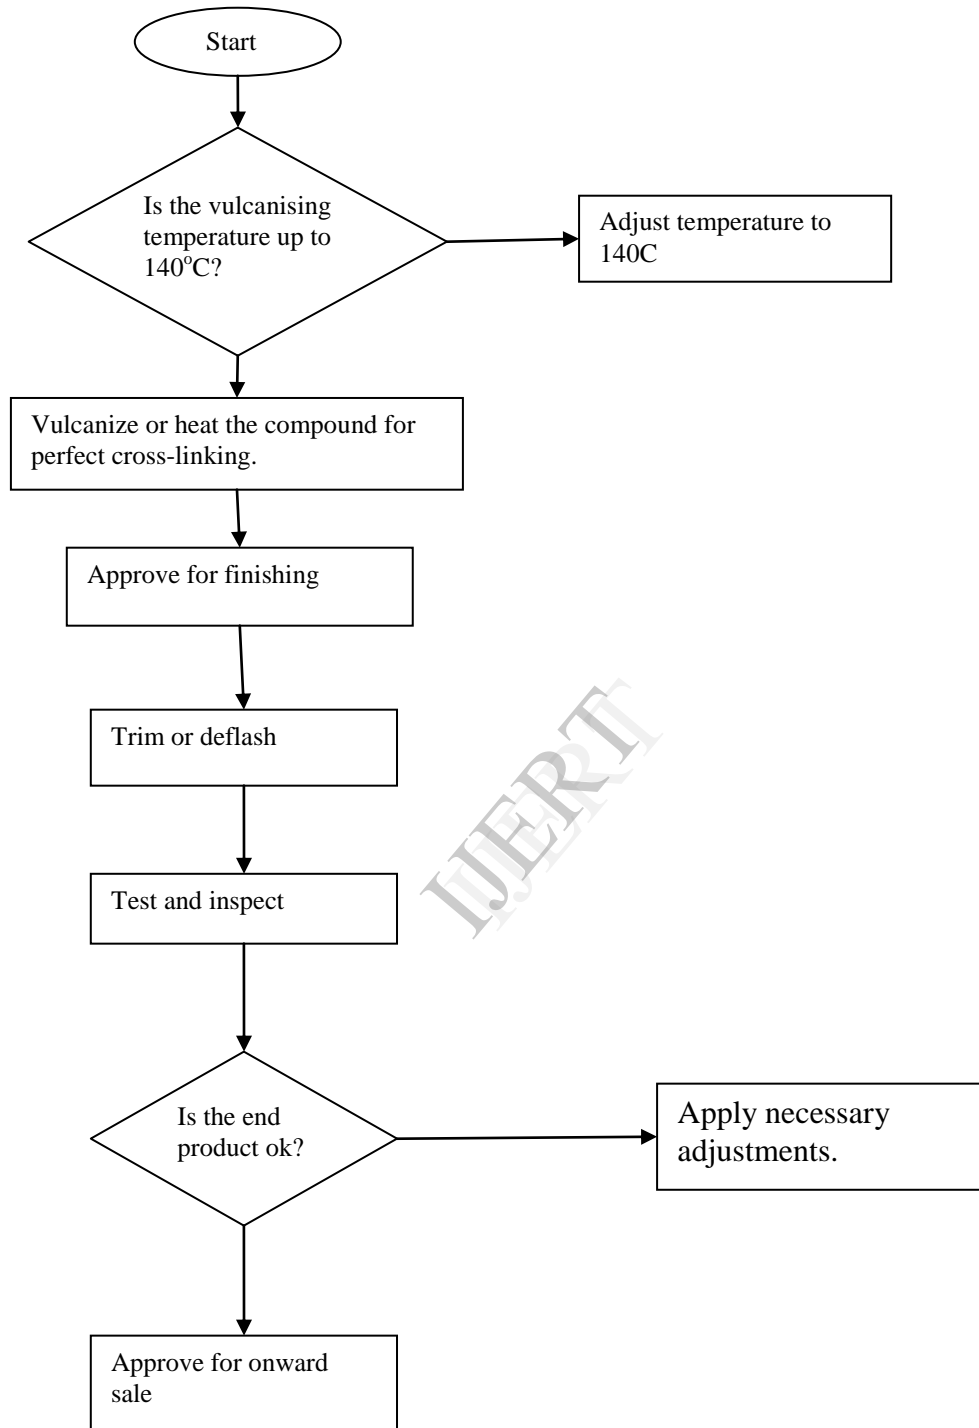 Start
Is the vulcanising
temperature up to
140°C?
Adjust temperature to
140C
Vulcanize or heat the compound for
perfect cross-linking.
Approve for finishing
Trim or deflash
IJERT
Test and inspect
Is the end
product ok?
Apply necessary
adjustments.
Approve for onward
sale